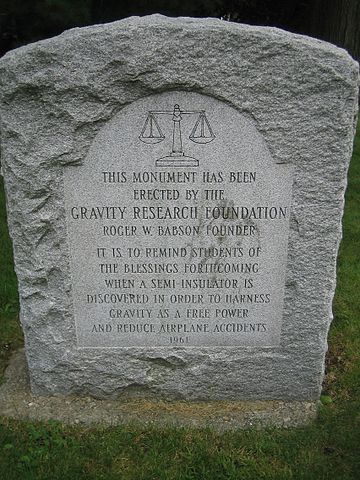 THIS MONUMENT HAS BEEN
ERECTED BY THE
GRAVITY RESEARCH FOUNDATION
ROGER W. BABSON FOUNDER
IT IS TO REMIND STUDENTS OF
THE BLESSINGS FORTHCOMING
WHEN A SEMI-INSULATOR IS
DISCOVERED IN ORDER TO HARNESS
GRAVITY AS A FREE POWER
AND REDUCE AIRPLANE ACCIDENTS
1961